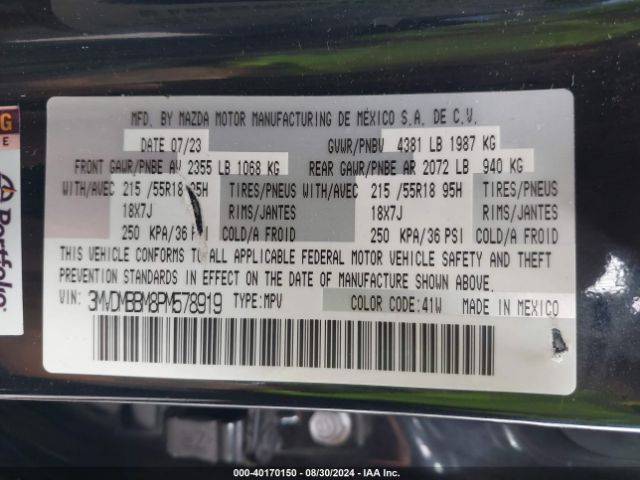 MFD. BY MAZDA MOTOR MANUFACTURING DE MÉXICO S.A. DE C.V.
DATE 07/23 GVWR/PNBV 4381 LB 1987 KG
FRONT GAWR/PNBE AV 2355 LB 1068 KG REAR GAWR/PNBE AR 2072 LB 940 KG
WITH/AVEC 215 /55R18 95H TIRES/PNEUS WITH/AVEC 215 /55R18 95H TIRES/PNEUS
18X7J RIMS/JANTES 18X7J RIMS/JANTES
250 KPA/36 PSI COLD/A FROID 250 KPA/36 PSI COLD/A FROID
THIS VEHICLE CONFORMS TO ALL APPLICABLE FEDERAL MOTOR VEHICLE SAFETY AND THEFT
PREVENTION STANDARDS IN EFFECT ON THE DATE OF MANUFACTURE SHOWN ABOVE.
VIN: 3MVDMBBM8PM578919 TYPE:MPV COLOR CODE:41W MADE IN MEXICO
Portfolio
000-40170150 - 08/30/2024 - IAA Inc.